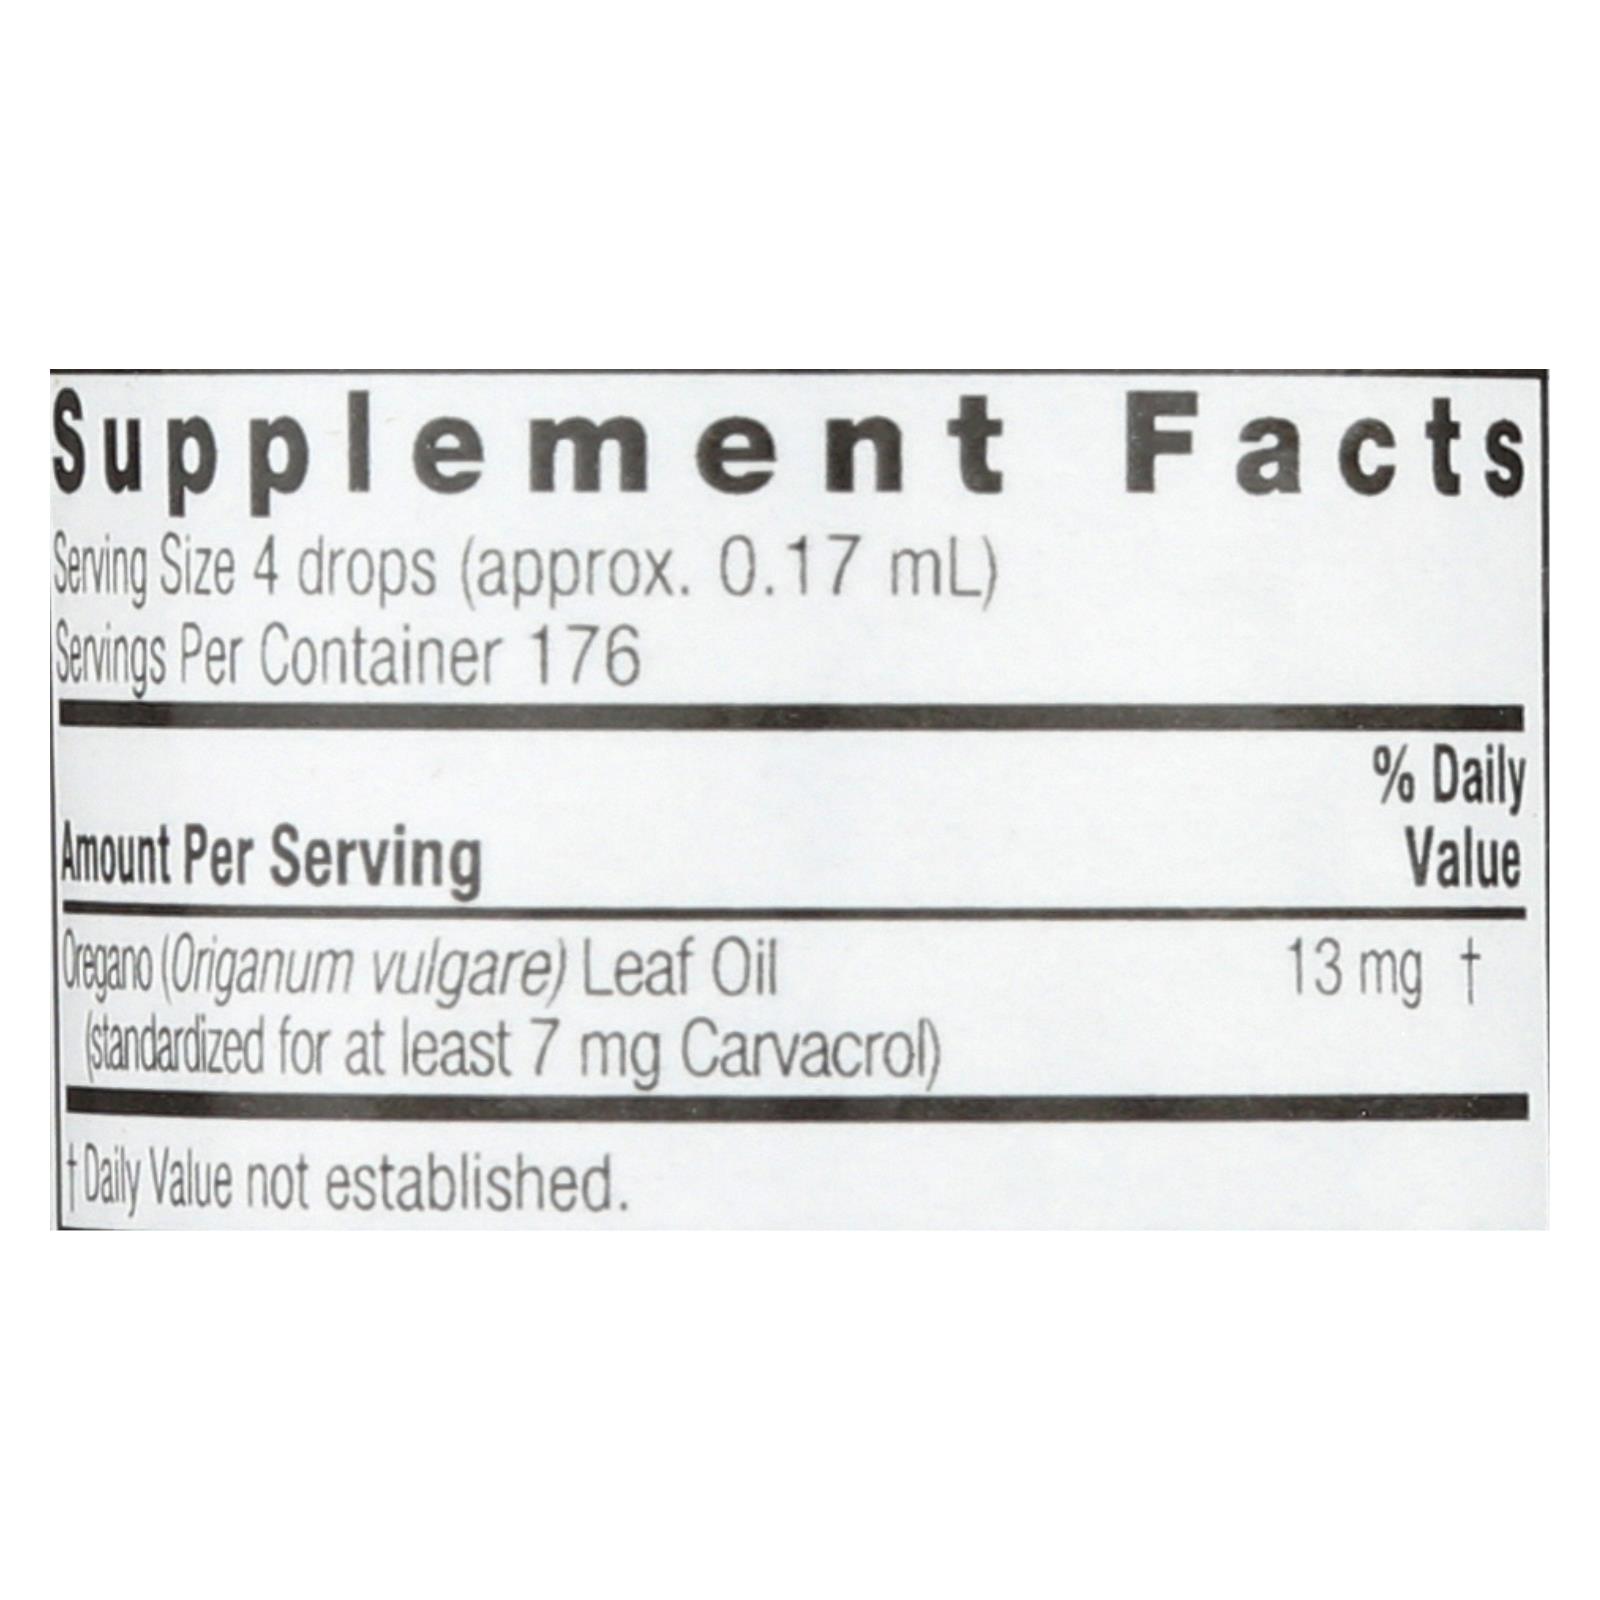 Supplement Facts
Serving Size 4 drops (approx. 0.17 mL)
Servings Per Container 176
% Daily
Amount Per Serving Value
Oregano (Origanum vulgare) Leaf Oil 13 mg †
(standardized for at least 7 mg Carvacrol)
† Daily Value not established.